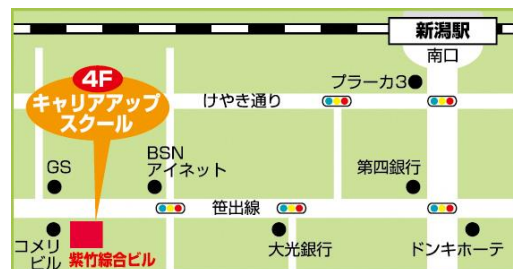 新潟駅
南口
プラーカ3
けやき通り
4F
キャリアアップ
スクール
GS
BSN
アイネット
第四銀行
笹出線
コメリ
ビル
紫竹綜合ビル
大光銀行
ドンキホーテ